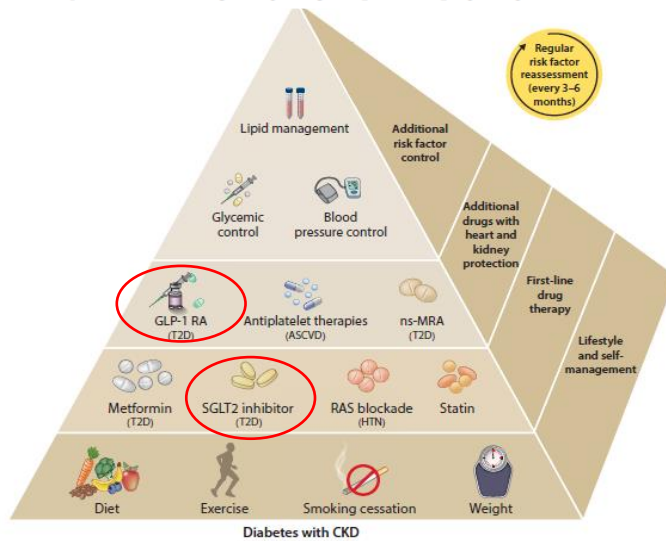 Regular
risk factor
reassessment
(every 3–6
months)
Lipid management
Additional
risk factor
control
Glycemic
control
Blood
pressure control
Additional
drugs with
heart and
kidney
protection
GLP-1 RA
(T2D)
Antiplatelet therapies
(ASCVD)
ns-MRA
(T2D)
First-line
drug
therapy
Metformin
(T2D)
SGLT2 inhibitor
(T2D)
RAS blockade
(HTN)
Statin
Lifestyle
and self-
management
Diet
Exercise
Smoking cessation
Weight
Diabetes with CKD